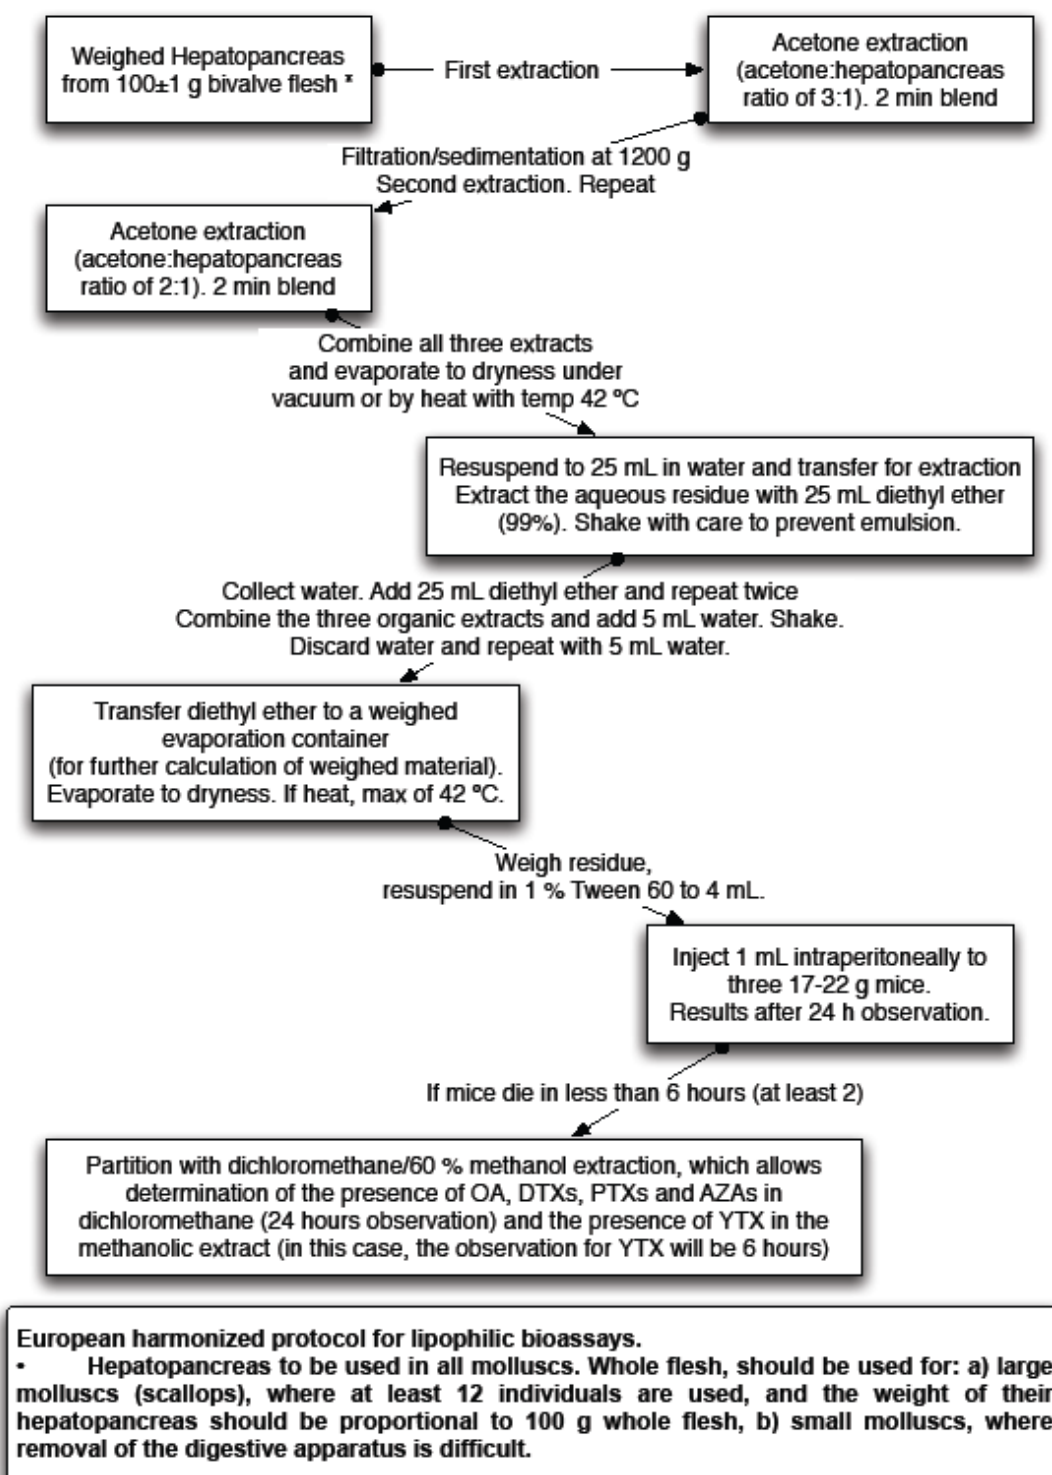 Weighed Hepatopancreas
from 100±1 g bivalve flesh *
First extraction
Acetone extraction
(acetone:hepatopancreas
ratio of 3:1). 2 min blend
Filtration/sedimentation at 1200 g
Second extraction. Repeat
Acetone extraction
(acetone:hepatopancreas
ratio of 2:1). 2 min blend
Combine all three extracts
and evaporate to dryness under
vacuum or by heat with temp 42 ºC
Resuspend to 25 mL in water and transfer for extraction
Extract the aqueous residue with 25 mL diethyl ether
(99%). Shake with care to prevent emulsion.
Collect water. Add 25 mL diethyl ether and repeat twice
Combine the three organic extracts and add 5 mL water. Shake.
Discard water and repeat with 5 mL water.
Transfer diethyl ether to a weighed
evaporation container
(for further calculation of weighed material).
Evaporate to dryness. If heat, max of 42 ºC.
Weigh residue,
resuspend in 1 % Tween 60 to 4 mL.
Inject 1 mL intraperitoneally to
three 17-22 g mice.
Results after 24 h observation.
If mice die in less than 6 hours (at least 2)
Partition with dichloromethane/60 % methanol extraction, which allows
determination of the presence of OA, DTXs, PTXs and AZAs in
dichloromethane (24 hours observation) and the presence of YTX in the
methanolic extract (in this case, the observation for YTX will be 6 hours)
European harmonized protocol for lipophilic bioassays.
• Hepatopancreas to be used in all molluscs. Whole flesh, should be used for: a) large
molluscs (scallops), where at least 12 individuals are used, and the weight of their
hepatopancreas should be proportional to 100 g whole flesh, b) small molluscs, where
removal of the digestive apparatus is difficult.